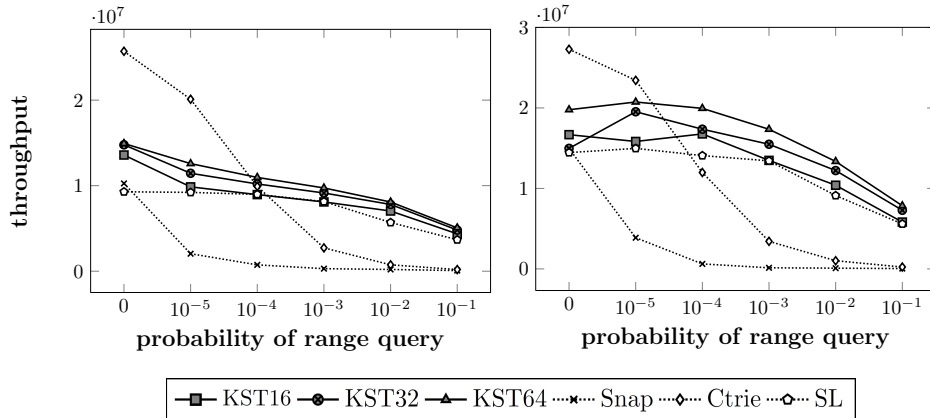 ·10⁷
throughput
2
1
0
0 10⁻⁵ 10⁻⁴ 10⁻³ 10⁻² 10⁻¹
probability of range query
·10⁷
3
2
1
0
0 10⁻⁵ 10⁻⁴ 10⁻³ 10⁻² 10⁻¹
probability of range query
KST16 KST32 KST64 Snap Ctrie SL